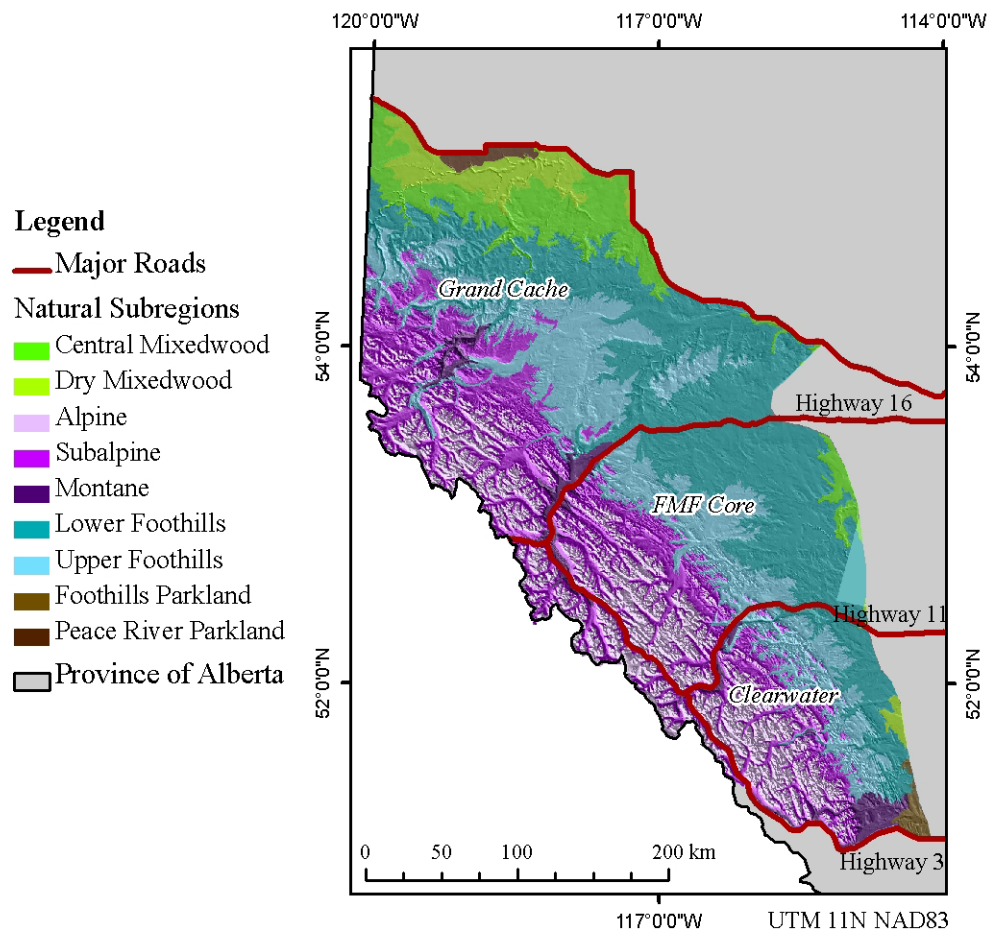 120°0'0"W
117°0'0"W
114°0'0"W
Legend
Major Roads
Natural Subregions
Central Mixedwood
Dry Mixedwood
Alpine
Subalpine
Montane
Lower Foothills
Upper Foothills
Foothills Parkland
Peace River Parkland
Province of Alberta
54°0'0"N
52°0'0"N
Grand Cache
FMF Core
Clearwater
Highway 16
Highway 11
Highway 3
54°0'0"N
52°0'0"N
0 50 100 200 km
117°0'0"W
UTM 11N NAD83